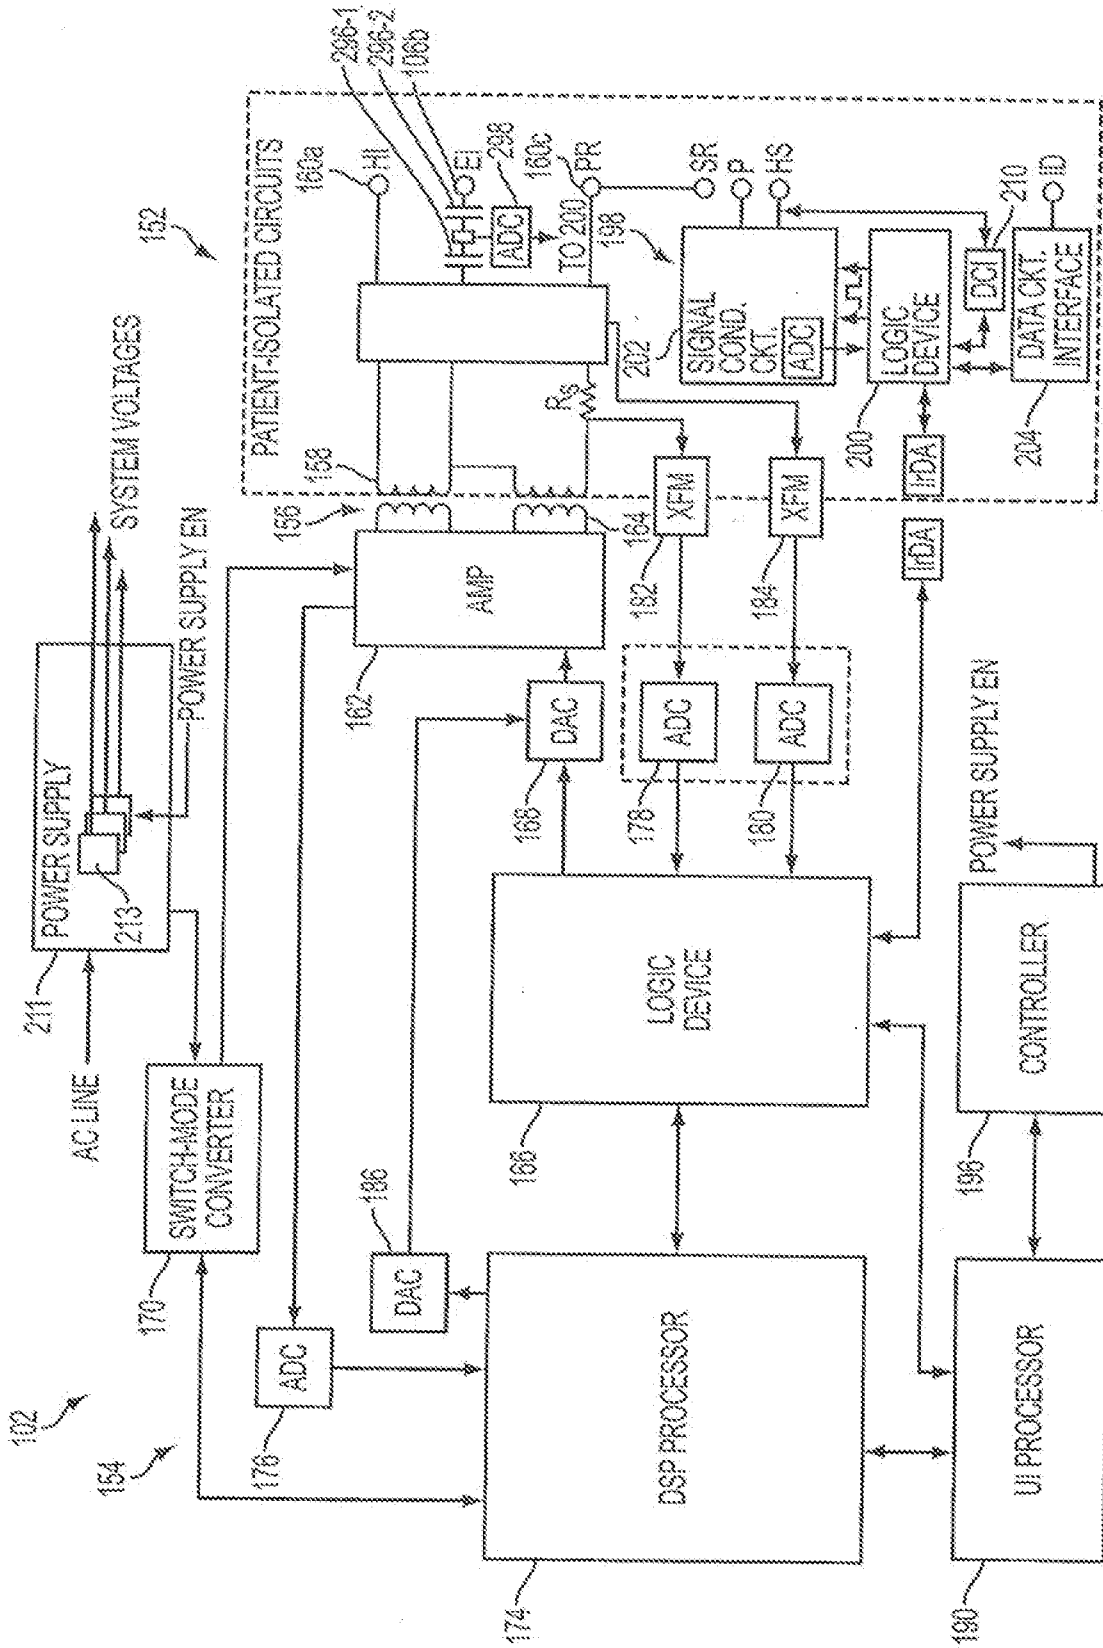 102
154
152
211
POWER SUPPLY
213
AC LINE
SYSTEM VOLTAGES
POWER SUPPLY EN
SWITCH-MODE
CONVERTER
170
ADC
176
DAC
186
DSP PROCESSOR
174
LOGIC
DEVICE
166
DAC
168
AMP
162
156
158
164
PATIENT-ISOLATED CIRCUITS
160a
HI
296-1
296-2
106b
EI
ADC
298
TO 200
160c
PR
SR
RS
XFM
182
XFM
184
ADC
178
ADC
180
198
202
SIGNAL
COND.
CKT.
ADC
P
HS
LOGIC
DEVICE
200
DCI
210
DATA CKT.
INTERFACE
204
ID
IrDA
IrDA
UI PROCESSOR
190
CONTROLLER
196
POWER SUPPLY EN